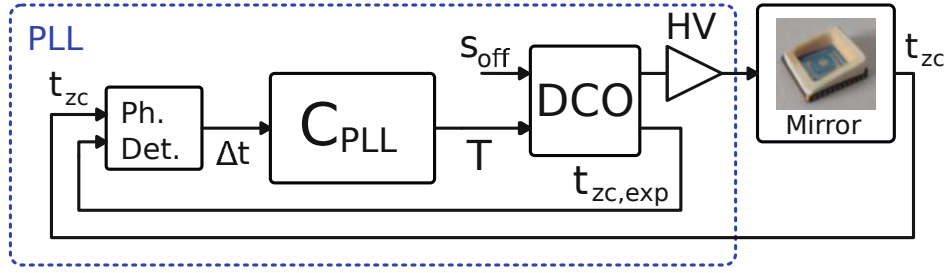 PLL
HV
s_off
t_zc
t_zc
Ph.
Det.
Δt
C_PLL
T
DCO
Mirror
t_zc,exp